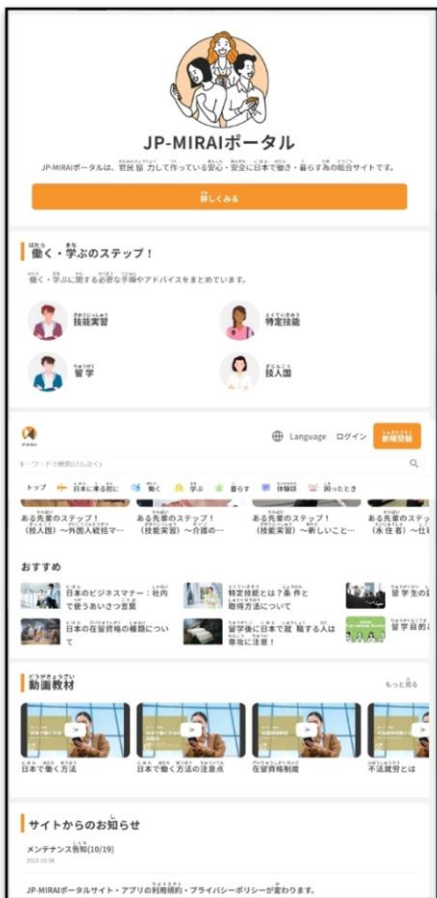 JP-MIRAIポータル
JP-MIRAIポータルは、官民協力して作っている安心・安全に日本で働き・暮らす為の総合サイトです。
詳しくみる
働く・学ぶのステップ！
働く・学ぶに関する必要な手順やアドバイスをまとめています。
技能実習
特定技能
留学
技人国
Language ログイン 新規登録
キーワードで検索(けんさく)
トップ 日本に来る前に 働く 学ぶ 暮らす 体験談 困ったとき
ある先輩のステップ！
（技人国）～外国人統括マ…
ある先輩のステップ！
（技能実習）～介護の…
ある先輩のステップ！
（技能実習）～新しいこと…
ある先輩のステッ
（永住者）～仕
おすすめ
日本のビジネスマナー：社内
で使うあいさつ言葉
特定技能とは？条件と
取得方法について
留学生の
日本の在留資格の種類につい
て
留学後に日本で就職する人は
専攻に注意！
留学目的
動画教材
もっと見る
日本で働く方法
日本で働く方法の注意点
在留資格制度
不法就労とは
サイトからのお知らせ
メンテナンス告知(10/19)
2023-10-18
JP-MIRAIポータルサイト・アプリの利用規約・プライバシーポリシーが変わります。